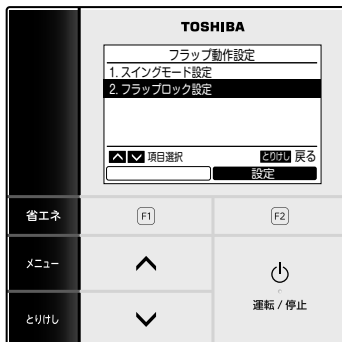 TOSHIBA
フラップ動作設定
1. スイングモード設定
2. フラップロック設定
項目選択 とりけし 戻る
設定
省エネ F1 F2
メニュー
運転 / 停止
とりけし